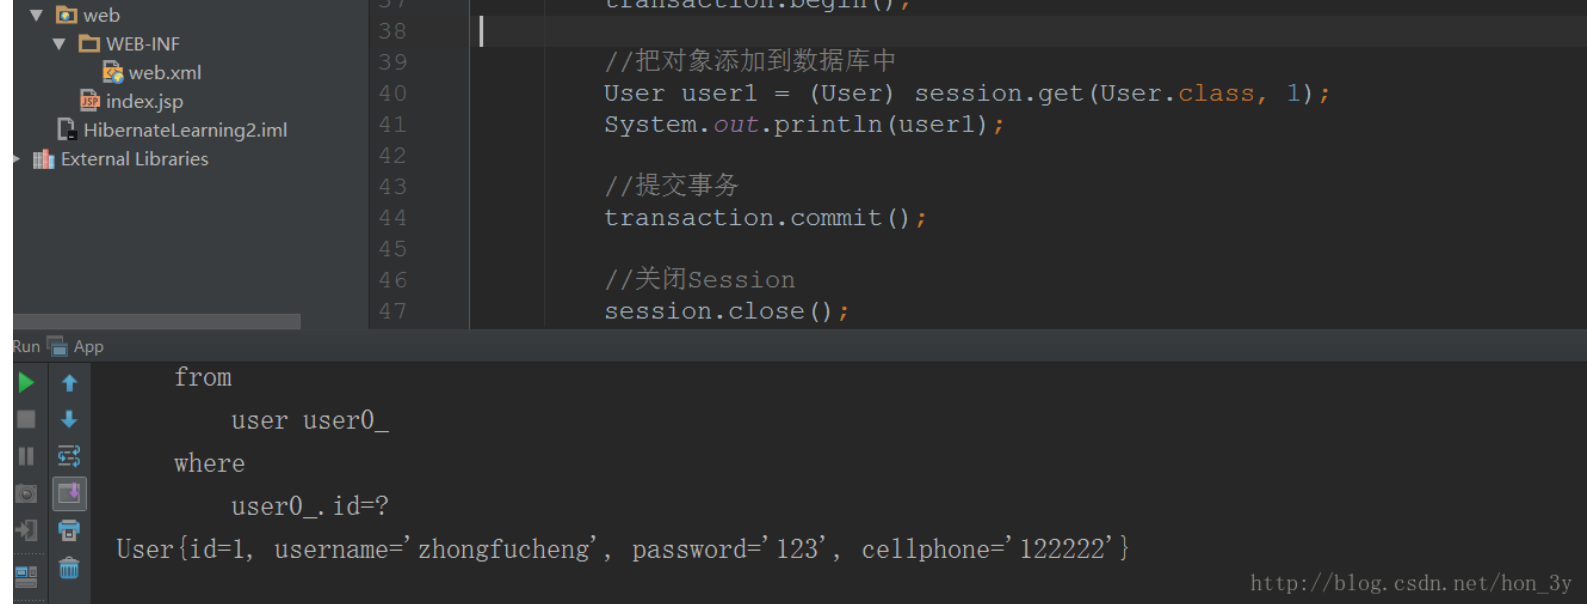 web
WEB-INF
web.xml
index.jsp
HibernateLearning2.iml
External Libraries
37 transaction.begin();
38
39 //把对象添加到数据库中
40 User user1 = (User) session.get(User.class, 1);
41 System.out.println(user1);
42
43 //提交事务
44 transaction.commit();
45
46 //关闭Session
47 session.close();
Run App
from
user user0_
where
user0_.id=?
User{id=1, username='zhongfucheng', password='123', cellphone='122222'}
http://blog.csdn.net/hon_3y